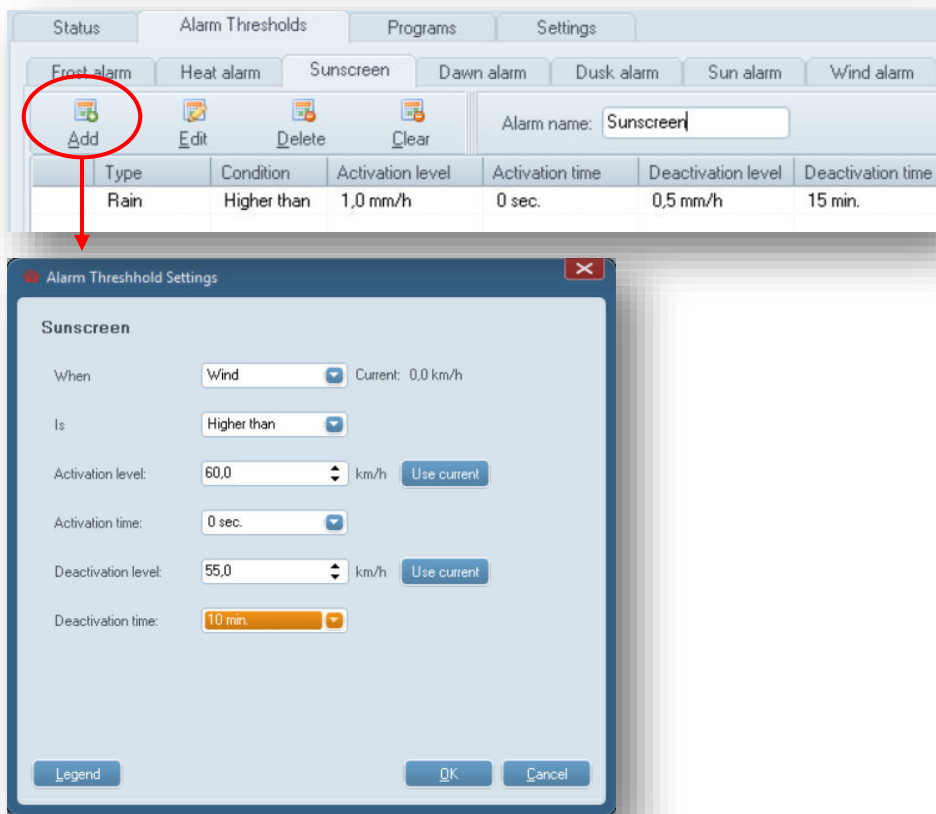 Status Alarm Thresholds Programs Settings
Frost alarm Heat alarm Sunscreen Dawn alarm Dusk alarm Sun alarm Wind alarm
Add Edit Delete Clear Alarm name: Sunscreen
Type Condition Activation level Activation time Deactivation level Deactivation time
Rain Higher than 1,0 mm/h 0 sec. 0,5 mm/h 15 min.
Alarm Threshhold Settings
Sunscreen
When Wind Current: 0,0 km/h
Is Higher than
Activation level: 60,0 km/h Use current
Activation time: 0 sec.
Deactivation level: 55,0 km/h Use current
Deactivation time: 10 min.
Legend OK Cancel